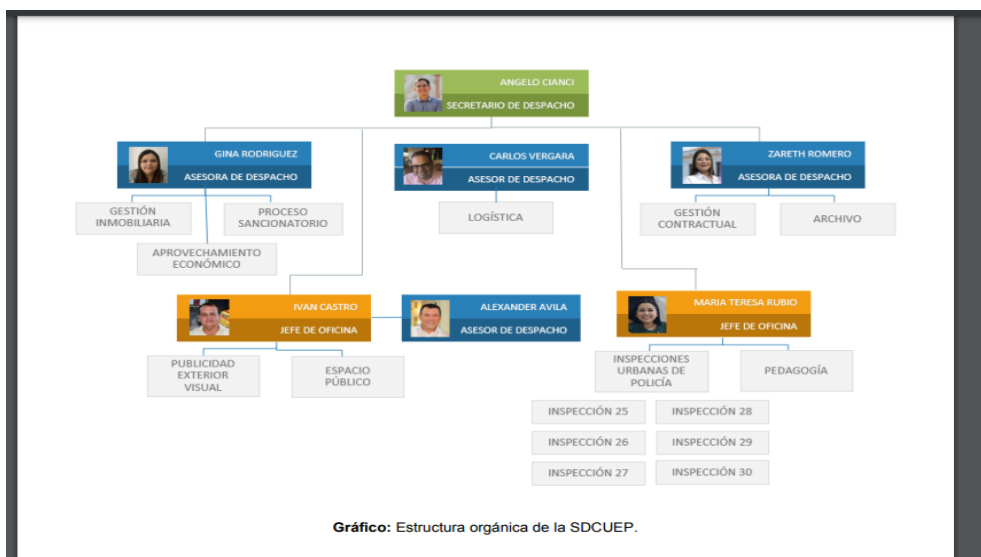 ANGELO CIANCI
SECRETARIO DE DESPACHO
GINA RODRIGUEZ
ASESORA DE DESPACHO
CARLOS VERGARA
ASESOR DE DESPACHO
ZARETH ROMERO
ASESORA DE DESPACHO
GESTIÓN
INMOBILIARIA
PROCESO
SANCIONATORIO
APROVECHAMIENTO
ECONÓMICO
LOGÍSTICA
GESTIÓN
CONTRACTUAL
ARCHIVO
IVAN CASTRO
JEFE DE OFICINA
ALEXANDER AVILA
ASESOR DE DESPACHO
MARIA TERESA RUBIO
JEFE DE OFICINA
PUBLICIDAD
EXTERIOR
VISUAL
ESPACIO
PÚBLICO
INSPECCIONES
URBANAS DE
POLICÍA
PEDAGOGÍA
INSPECCIÓN 25
INSPECCIÓN 28
INSPECCIÓN 26
INSPECCIÓN 29
INSPECCIÓN 27
INSPECCIÓN 30
Gráfico: Estructura orgánica de la SDCUEP.